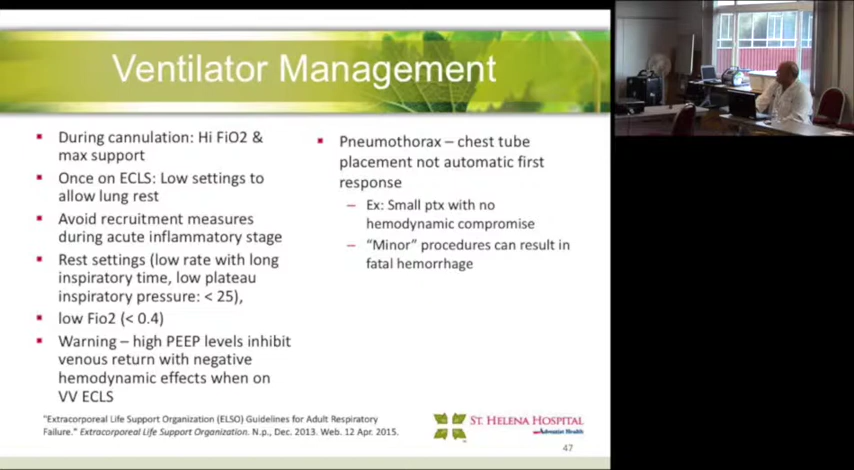 Ventilator Management
During cannulation: Hi FiO2 &
max support
Once on ECLS: Low settings to
allow lung rest
Avoid recruitment measures
during acute inflammatory stage
Rest settings (low rate with long
inspiratory time, low plateau
inspiratory pressure: < 25),
low Fio2 (< 0.4)
Warning – high PEEP levels inhibit
venous return with negative
hemodynamic effects when on
VV ECLS
Pneumothorax – chest tube
placement not automatic first
response
– Ex: Small ptx with no
hemodynamic compromise
– “Minor” procedures can result in
fatal hemorrhage
"Extracorporeal Life Support Organization (ELSO) Guidelines for Adult Respiratory
Failure." Extracorporeal Life Support Organization. N.p., Dec. 2013. Web. 12 Apr. 2015.
St. Helena Hospital
Adventist Health
47